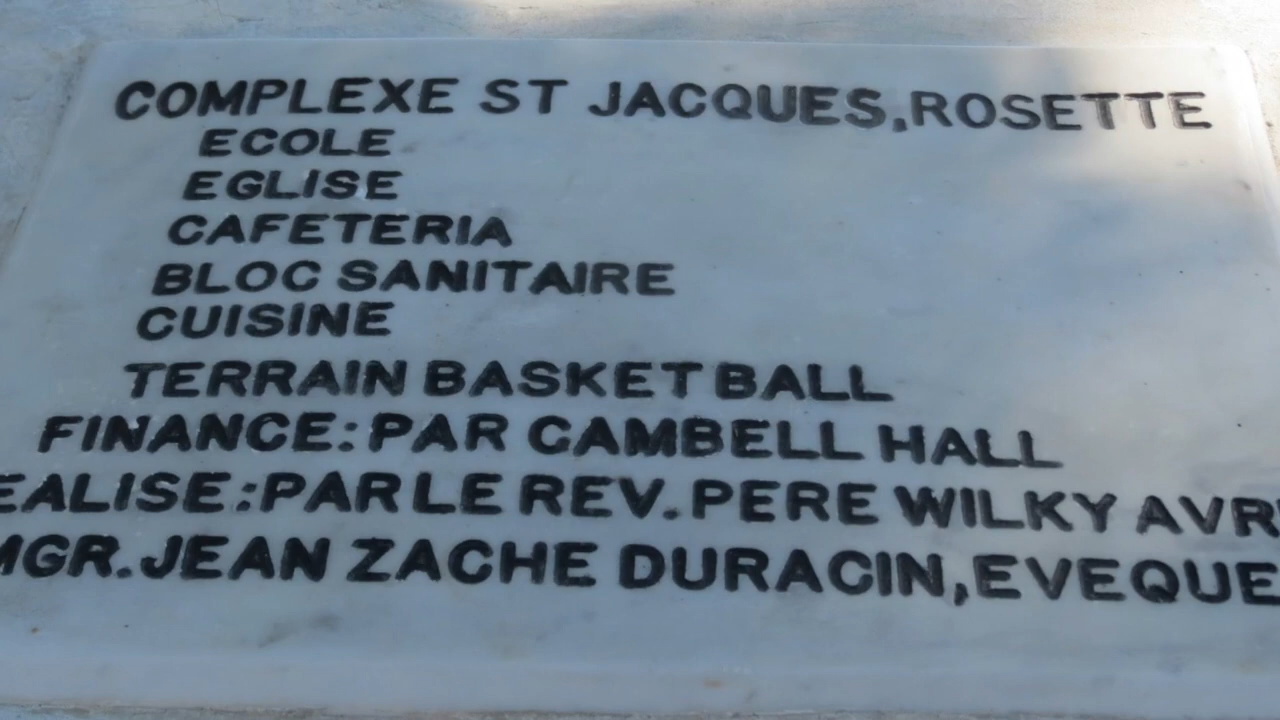 COMPLEXE ST JACQUES,ROSETTE
ECOLE
EGLISE
CAFETERIA
BLOC SANITAIRE
CUISINE
TERRAIN BASKETBALL
FINANCE:PAR CAMBELL HALL
EALISE:PAR LE REV.PERE WILKY AVR
MGR.JEAN ZACHE DURACIN,EVEQUE